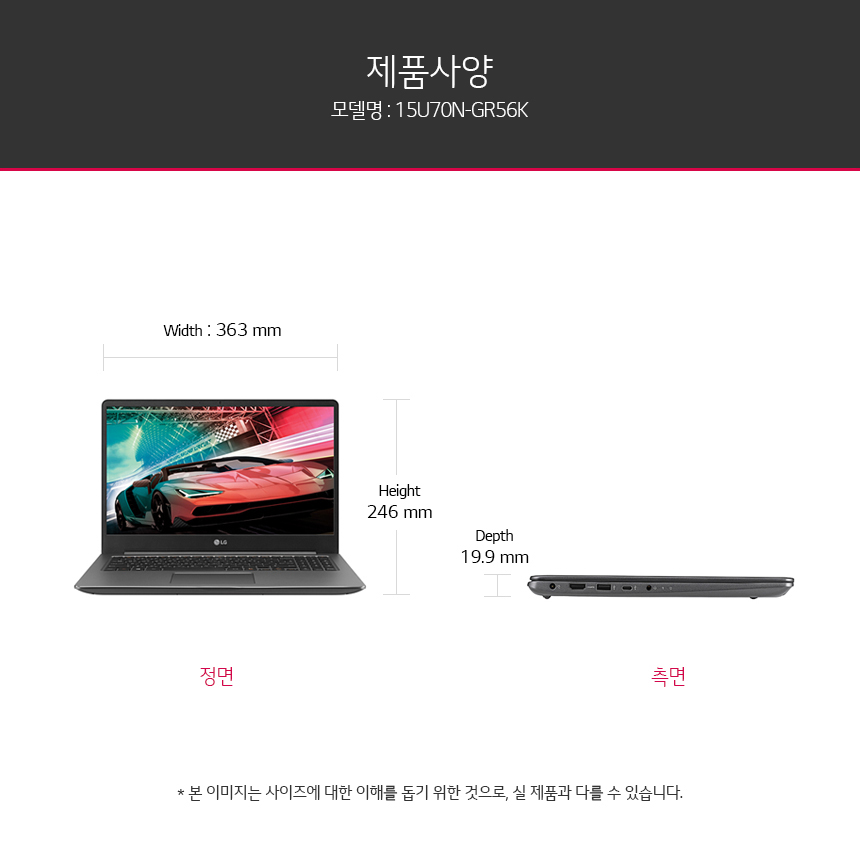 제품사양
모델명 : 15U70N-GR56K
Width : 363 mm
Height
246 mm
Depth
19.9 mm
LG
정면
측면
* 본 이미지는 사이즈에 대한 이해를 돕기 위한 것으로, 실 제품과 다를 수 있습니다.